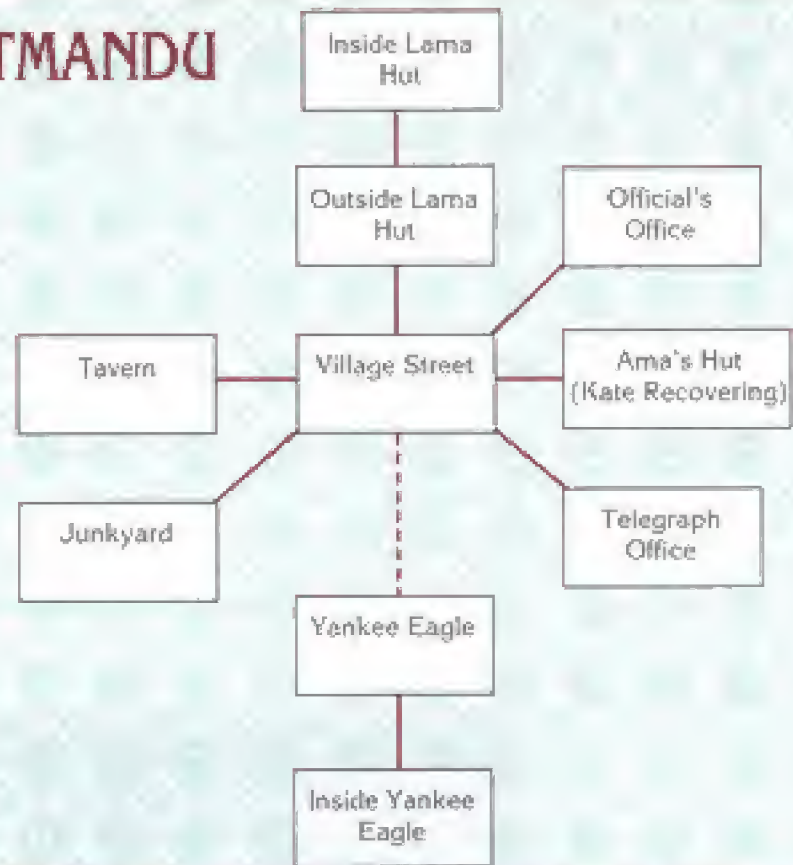 TMANDU
Inside Lama
Hut
Outside Lama
Hut
Official's
Office
Tavern
Village Street
Ama's Hut
(Kate Recovering)
Junkyard
Telegraph
Office
Yankee Eagle
Inside Yankee
Eagle